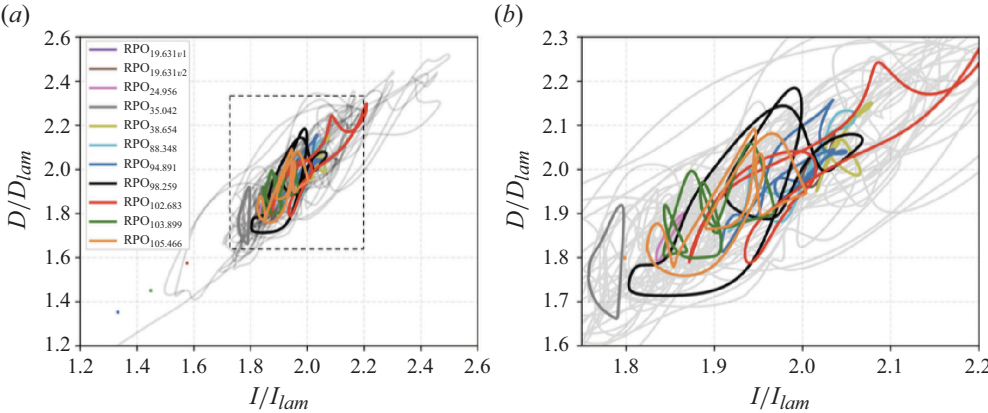 (a)
2.6
2.4
2.2
2.0
1.8
1.6
1.4
1.2
D/D_lam
RPO_19.631v1
RPO_19.631v2
RPO_24.956
RPO_35.042
RPO_38.654
RPO_88.348
RPO_94.891
RPO_98.259
RPO_102.683
RPO_103.899
RPO_105.466
1.2 1.4 1.6 1.8 2.0 2.2 2.4 2.6
I/I_lam
(b)
2.3
2.2
2.1
2.0
1.9
1.8
1.7
1.6
D/D_lam
1.8 1.9 2.0 2.1 2.2
I/I_lam